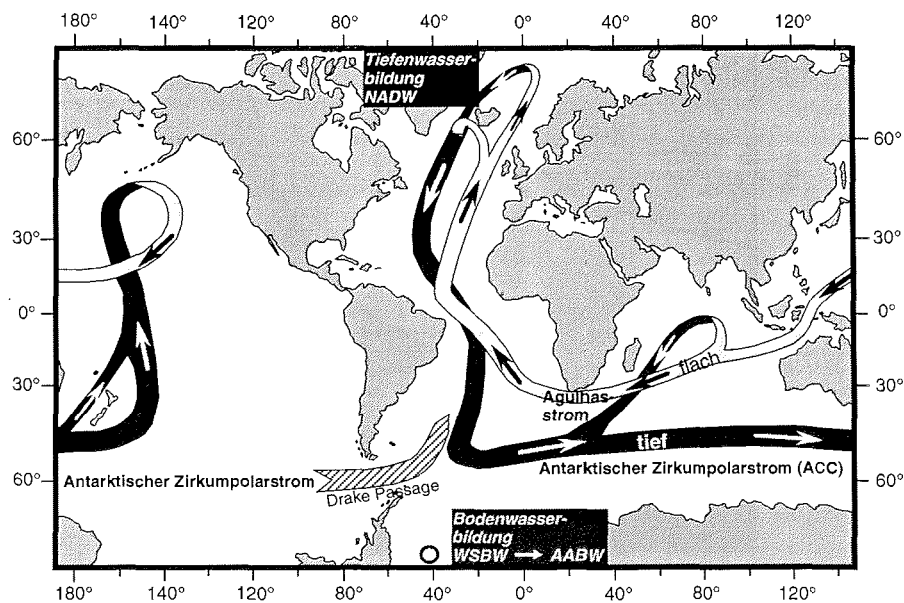 180° 160° 120° 80° 40° 0° 40° 80° 120°
Tiefenwasser-
bildung
NADW
60° 60°
30° 30°
0° 0°
flach
30° 30°
Agulhas-
strom
tief
Antarktischer Zirkumpolarstrom (ACC)
60° 60°
Antarktischer Zirkumpolarstrom
Drake Passage
Bodenwasser-
bildung
WSBW → AABW
180° 160° 120° 80° 40° 0° 40° 80° 120°